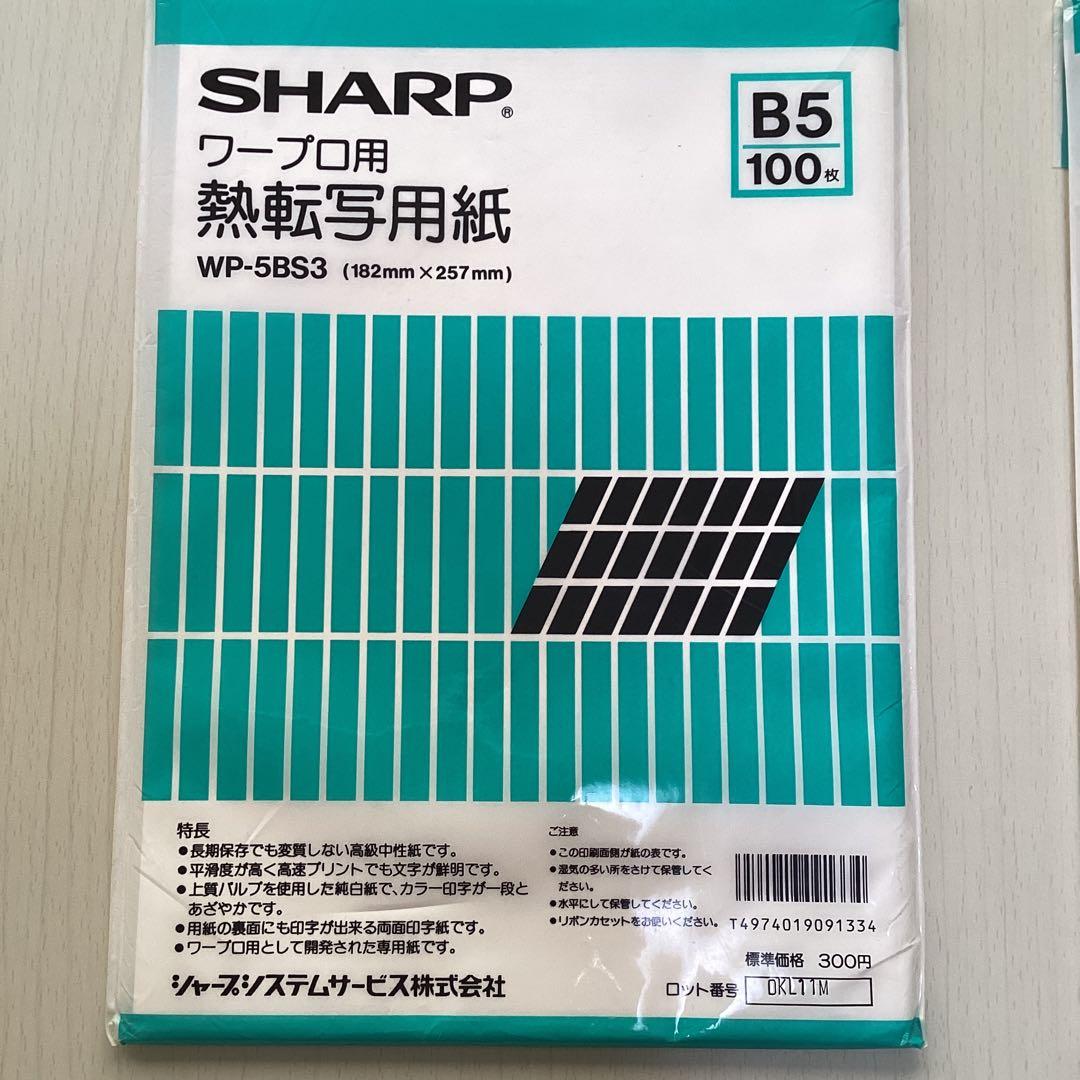 SHARP®
ワープロ用
熱転写用紙
WP-5BS3 (182mm×257mm)
B5
100枚
特長
●長期保存でも変質しない高級中性紙です。
●平滑度が高く高速プリントでも文字が鮮明です。
●上質パルプを使用した純白紙で、カラー印字が一段と
あざやかです。
●用紙の裏面にも印字が出来る両面印字紙です。
●ワープロ用として開発された専用紙です。
シャープシステムサービス株式会社
ご注意
●この印刷面側が紙の表です。
●湿気の多い所をさけて保管してく
ださい。
●水平にして保管してください。
●リボンカセットをお使いください。
T4974019091334
標準価格 300円
ロット番号 DKL11M